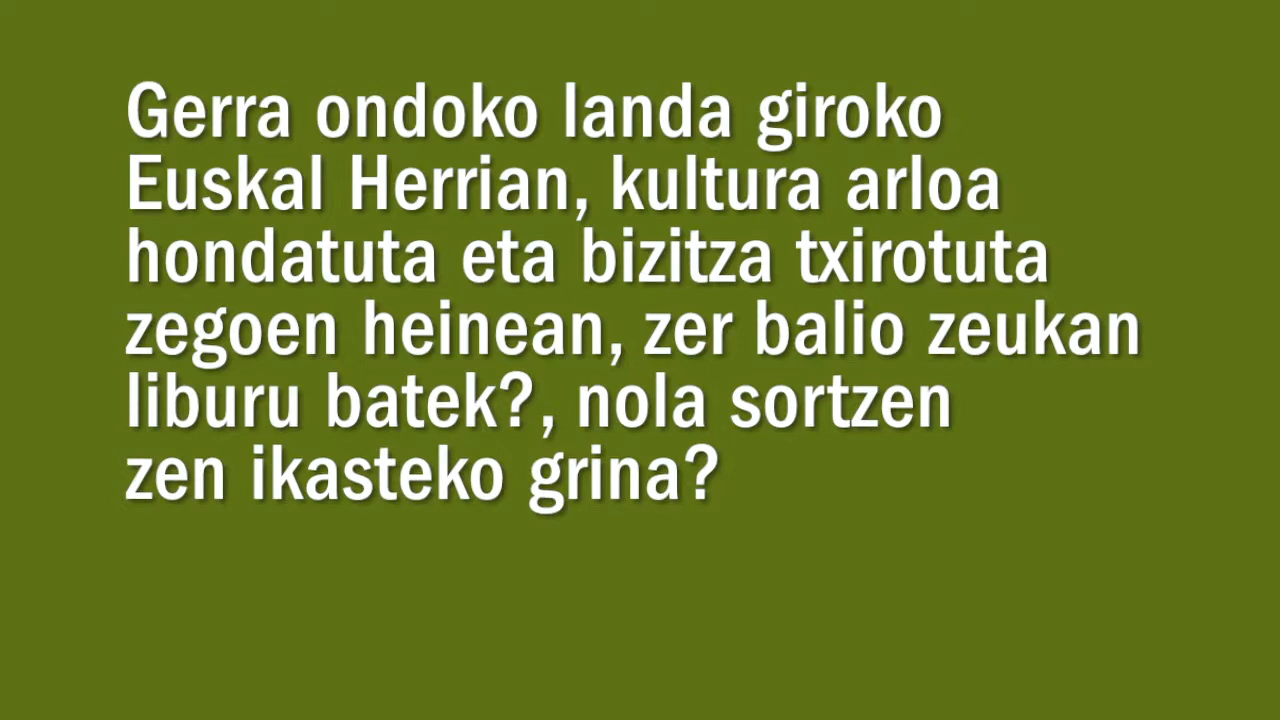 Gerra ondoko landa giroko
Euskal Herrian, kultura arloa
hondatuta eta bizitza txirotuta
zegoen heinean, zer balio zeukan
liburu batek?, nola sortzen
zen ikasteko grina?